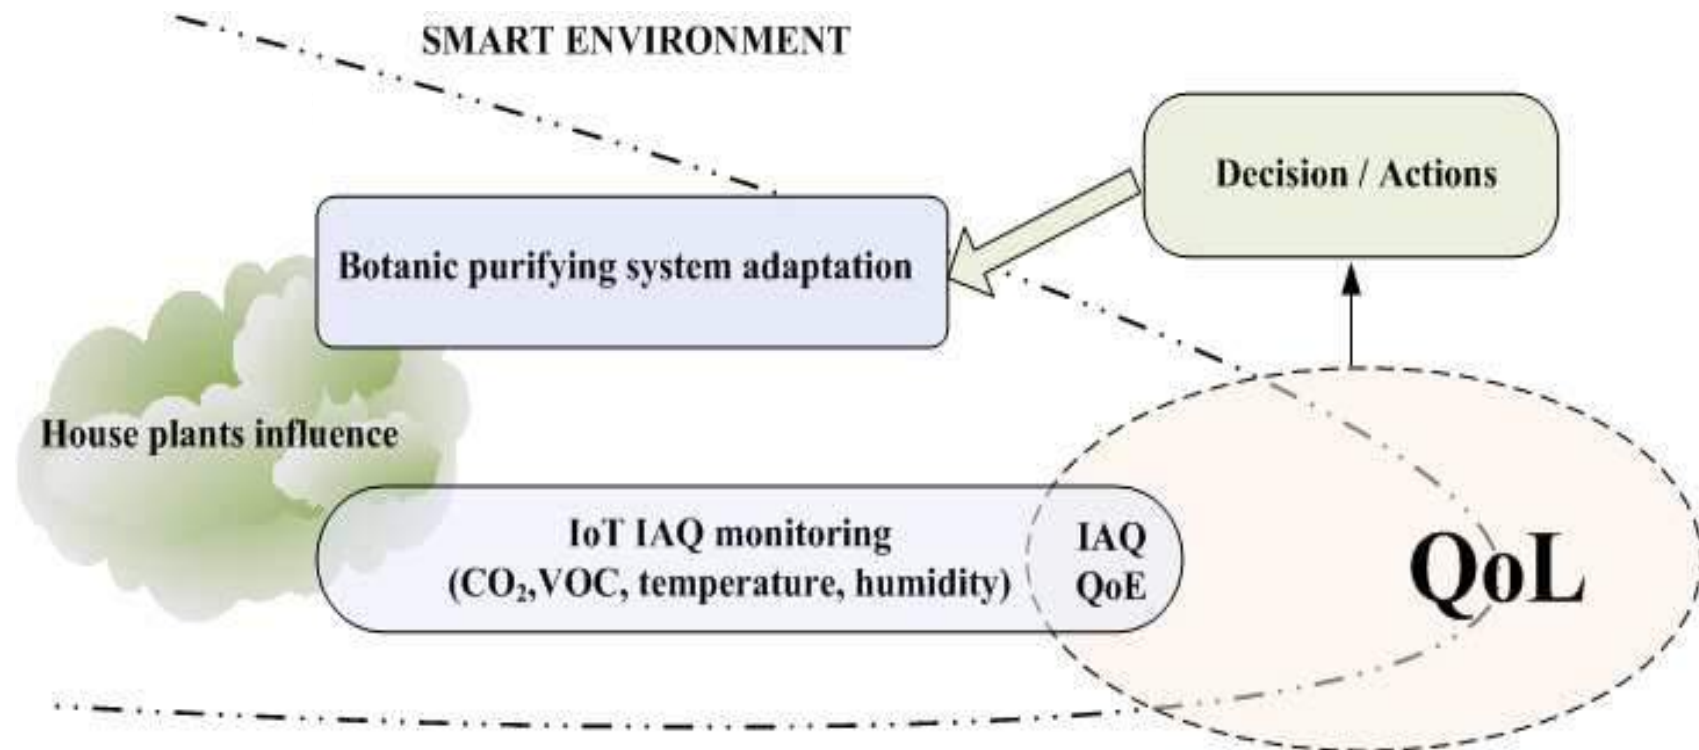 SMART ENVIRONMENT
Decision / Actions
Botanic purifying system adaptation
House plants influence
IoT IAQ monitoring
(CO₂,VOC, temperature, humidity)
IAQ
QoE
QoL